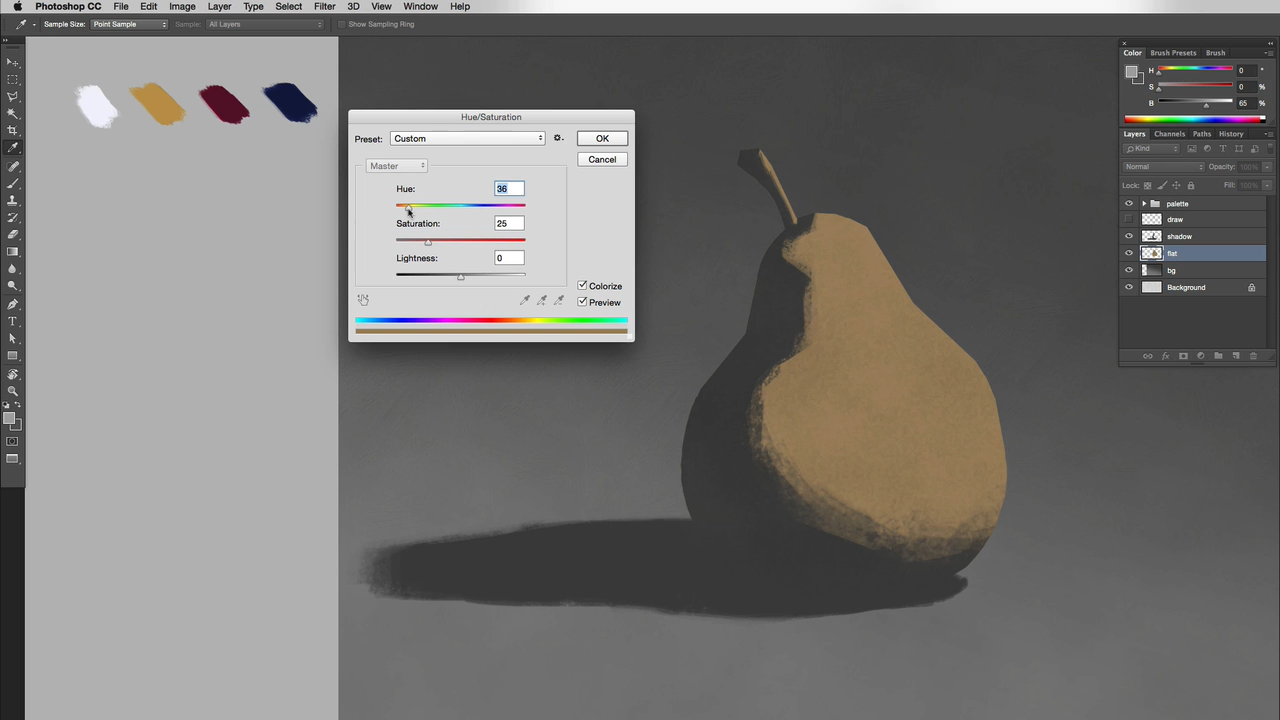 Photoshop CC File Edit Image Layer Type Select Filter 3D View Window Help
Sample Size: Point Sample Sample: All Layers Show Sampling Ring
Color Brush Presets Brush
H 0 °
S 0 %
B 65 %
Layers Channels Paths History
Kind
Normal Opacity: 100%
Lock: Fill: 100%
palette
draw
shadow
flat
bg
Background
Hue/Saturation
Preset: Custom OK
Cancel
Master
Hue: 36
Saturation: 25
Lightness: 0
Colorize
Preview